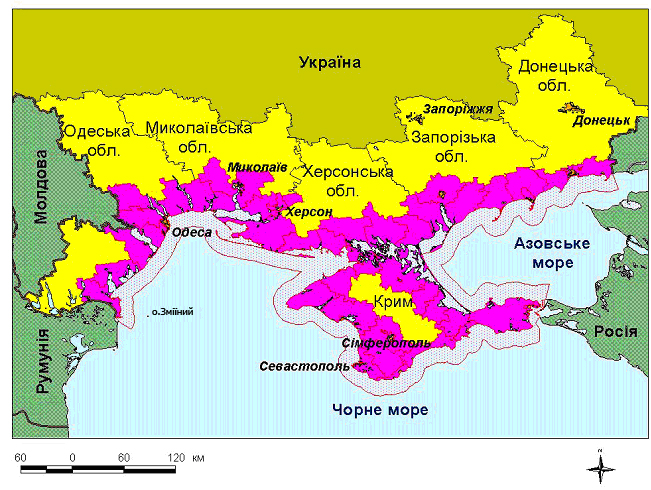 Україна
Донецька
обл.
Запоріжжя
Донецьк
Одеська
обл.
Миколаївська
обл.
Запорізька
обл.
Миколаїв
Херсонська
обл.
Молдова
Херсон
Одеса
Азовське
море
Крим
о.Зміїний
Росія
Сімферополь
Румунія
Севастополь
Чорне море
60 0 60 120 км
N